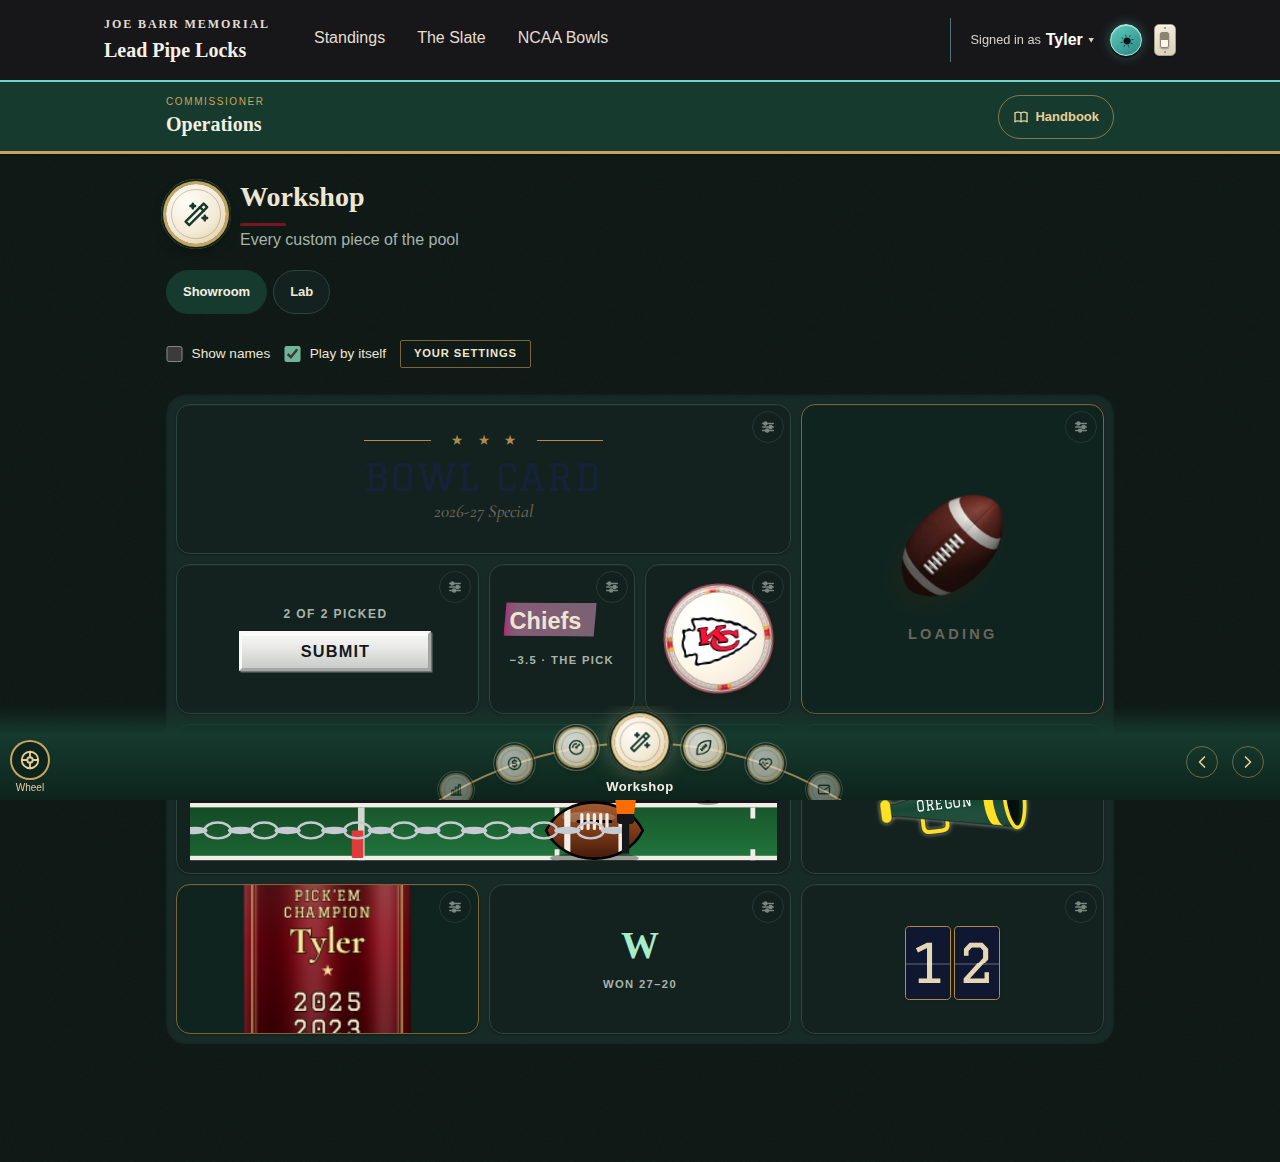 JOE BARR MEMORIAL
Lead Pipe Locks
Standings
The Slate
NCAA Bowls
Signed in as Tyler
COMMISSIONER
Operations
Handbook
Workshop
Every custom piece of the pool
Showroom
Lab
Show names
Play by itself
YOUR SETTINGS
BOWL CARD
2026-27 Special
LOADING
2 OF 2 PICKED
SUBMIT
Chiefs
−3.5 · THE PICK
KC
Wheel
Workshop
OREGON
PICK'EM
CHAMPION
Tyler
2025
2023
W
WON 27–20
12